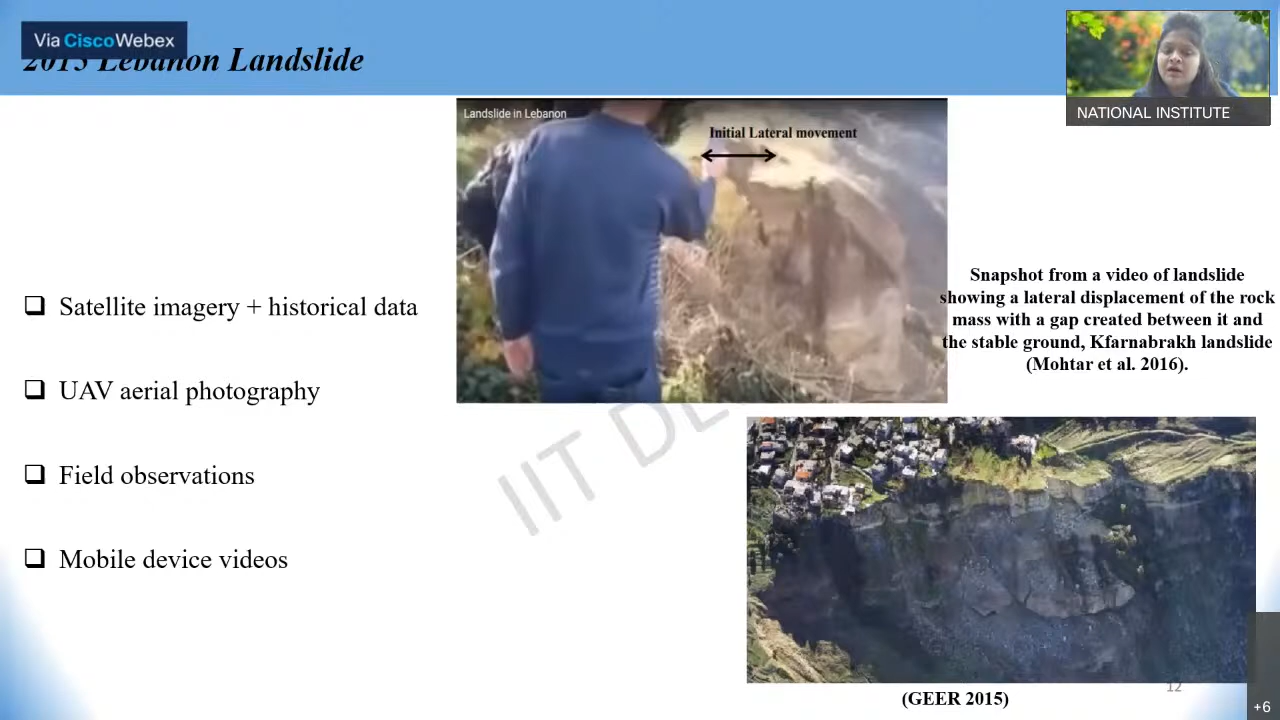 Via CiscoWebex
2015 Lebanon Landslide
NATIONAL INSTITUTE
Landslide in Lebanon
Initial Lateral movement
Snapshot from a video of landslide
showing a lateral displacement of the rock
mass with a gap created between it and
the stable ground, Kfarnabrakh landslide
(Mohtar et al. 2016).
❑ Satellite imagery + historical data
❑ UAV aerial photography
❑ Field observations
❑ Mobile device videos
IIT DE
(GEER 2015)
12
+6